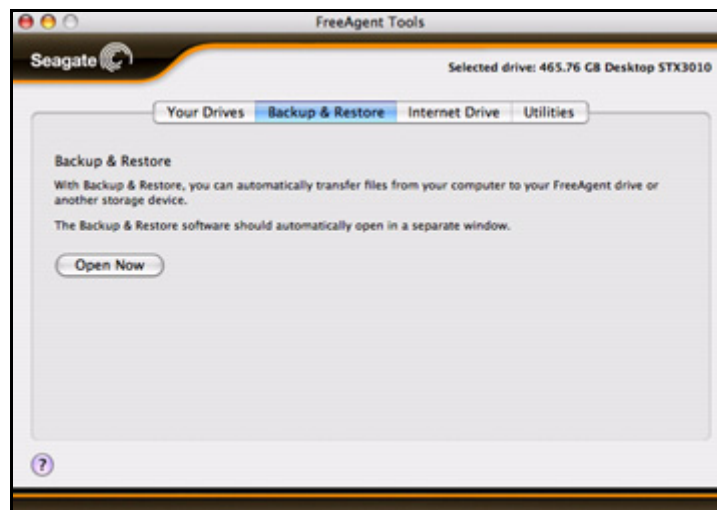 FreeAgent Tools
Seagate
Selected drive: 465.76 GB Desktop STX3010
Your Drives Backup & Restore Internet Drive Utilities
Backup & Restore
With Backup & Restore, you can automatically transfer files from your computer to your FreeAgent drive or
another storage device.
The Backup & Restore software should automatically open in a separate window.
Open Now
?